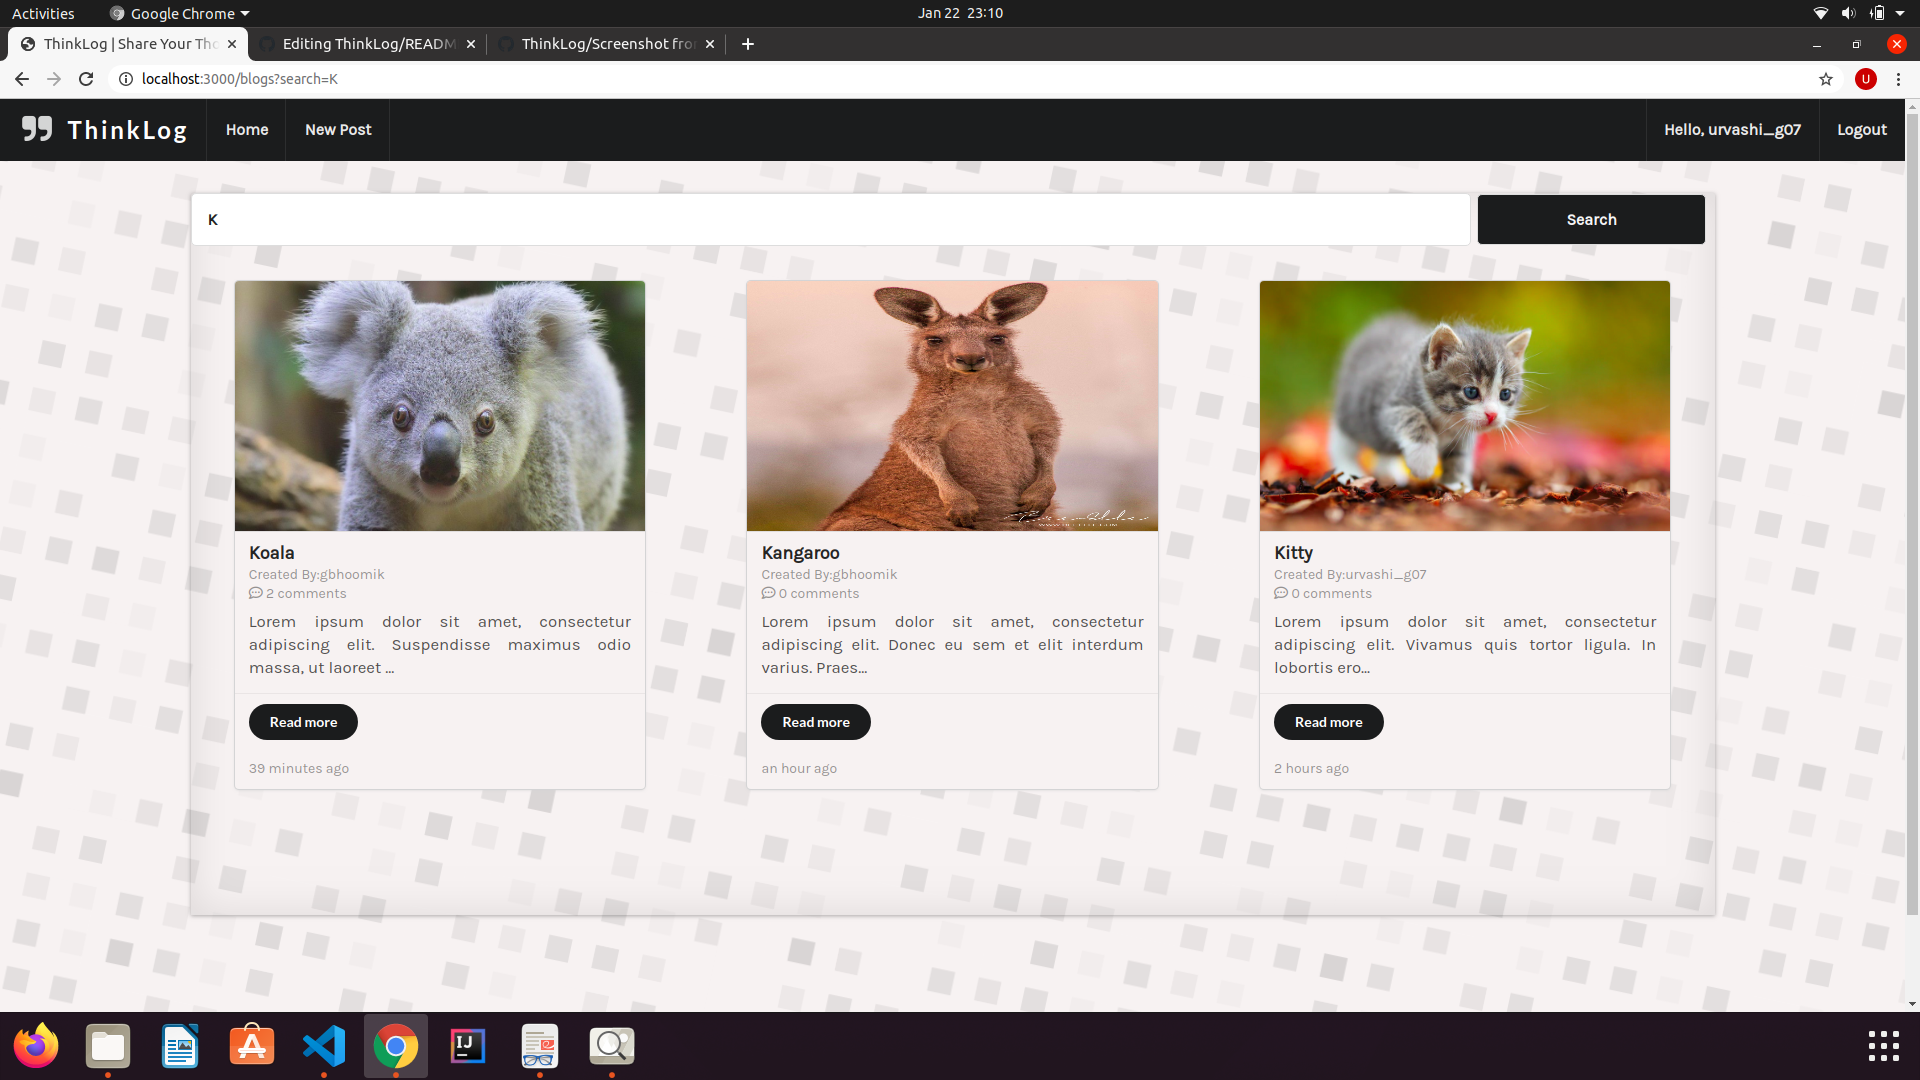 Activities
Google Chrome
Jan 22 23:10
ThinkLog | Share Your Tho
Editing ThinkLog/READM
ThinkLog/Screenshot fro
localhost:3000/blogs?search=K
U
ThinkLog
Home
New Post
Hello, urvashi_g07
Logout
K
Search
Koala
Created By:gbhoomik
2 comments
Lorem ipsum dolor sit amet, consectetur
adipiscing elit. Suspendisse maximus odio
massa, ut laoreet ...
Read more
39 minutes ago
Kangaroo
Created By:gbhoomik
0 comments
Lorem ipsum dolor sit amet, consectetur
adipiscing elit. Donec eu sem et elit interdum
varius. Praes...
Read more
an hour ago
Kitty
Created By:urvashi_g07
0 comments
Lorem ipsum dolor sit amet, consectetur
adipiscing elit. Vivamus quis tortor ligula. In
lobortis ero...
Read more
2 hours ago
IJ